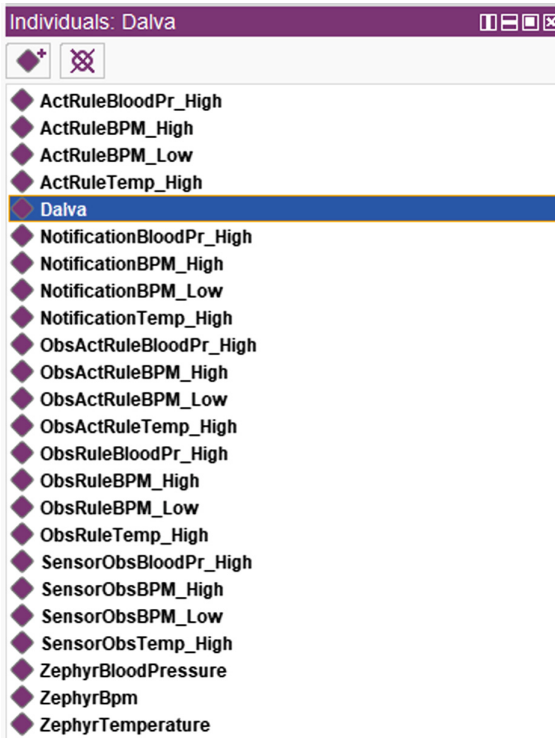 Individuals: Dalva
ActRuleBloodPr_High
ActRuleBPM_High
ActRuleBPM_Low
ActRuleTemp_High
Dalva
NotificationBloodPr_High
NotificationBPM_High
NotificationBPM_Low
NotificationTemp_High
ObsActRuleBloodPr_High
ObsActRuleBPM_High
ObsActRuleBPM_Low
ObsActRuleTemp_High
ObsRuleBloodPr_High
ObsRuleBPM_High
ObsRuleBPM_Low
ObsRuleTemp_High
SensorObsBloodPr_High
SensorObsBPM_High
SensorObsBPM_Low
SensorObsTemp_High
ZephyrBloodPressure
ZephyrBpm
ZephyrTemperature